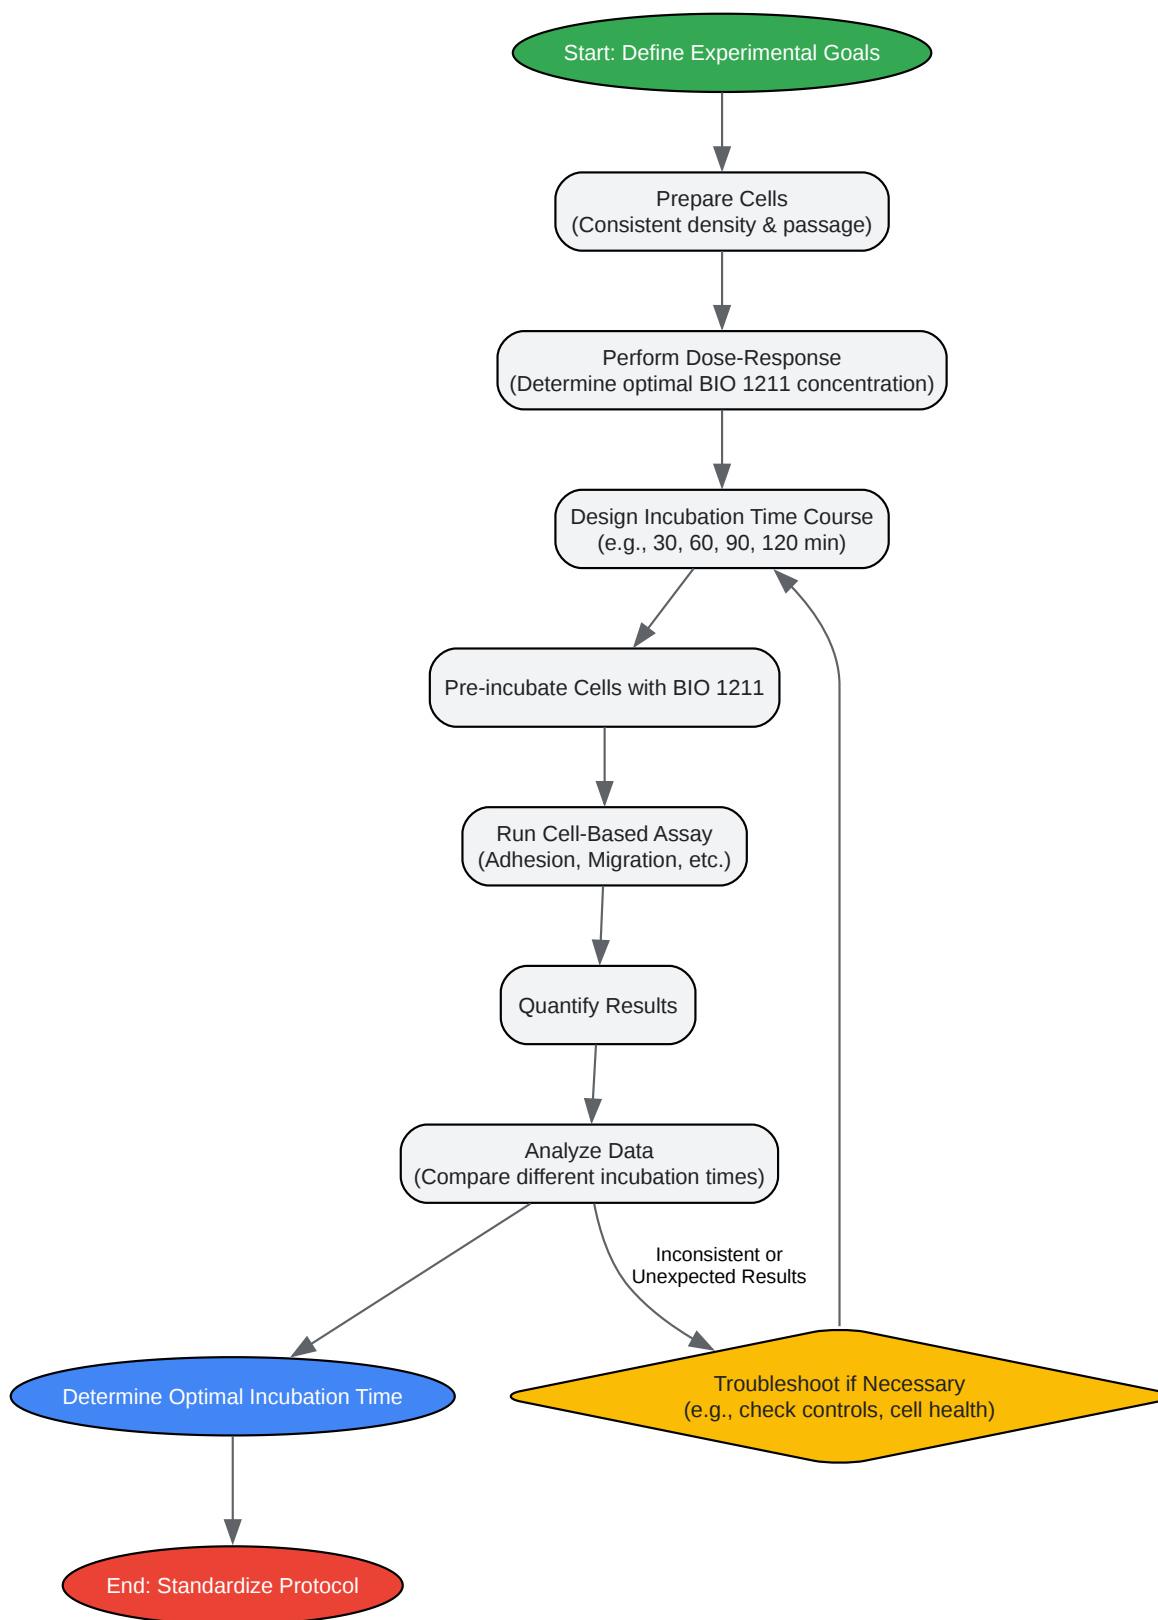 Start: Define Experimental Goals
Prepare Cells
(Consistent density & passage)
Perform Dose-Response
(Determine optimal BIO 1211 concentration)
Design Incubation Time Course
(e.g., 30, 60, 90, 120 min)
Pre-incubate Cells with BIO 1211
Run Cell-Based Assay
(Adhesion, Migration, etc.)
Quantify Results
Analyze Data
(Compare different incubation times)
Inconsistent or
Unexpected Results
Determine Optimal Incubation Time
Troubleshoot if Necessary
(e.g., check controls, cell health)
End: Standardize Protocol